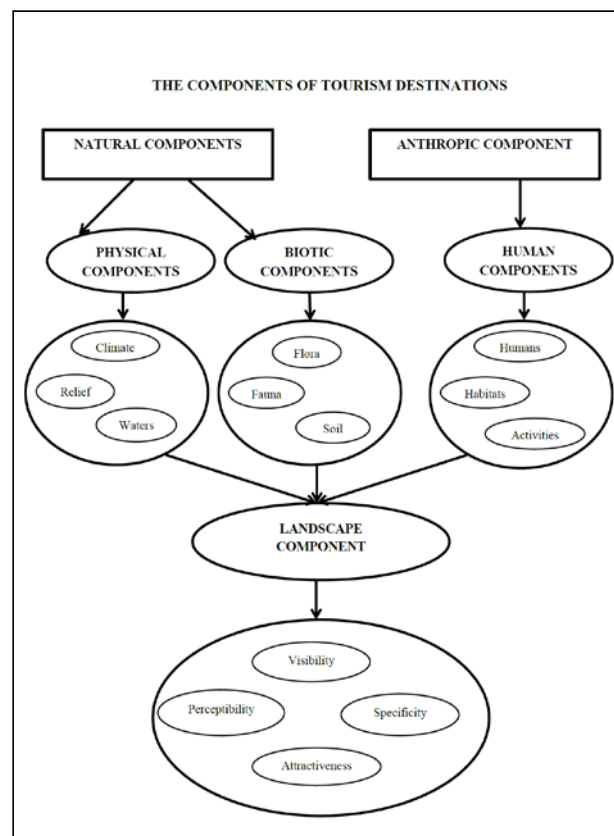 THE COMPONENTS OF TOURISM DESTINATIONS
NATURAL COMPONENTS
ANTHROPIC COMPONENT
PHYSICAL
COMPONENTS
BIOTIC
COMPONENTS
HUMAN
COMPONENTS
Climate
Relief
Waters
Flora
Fauna
Soil
Humans
Habitats
Activities
LANDSCAPE
COMPONENT
Visibility
Perceptibility
Specificity
Attractiveness